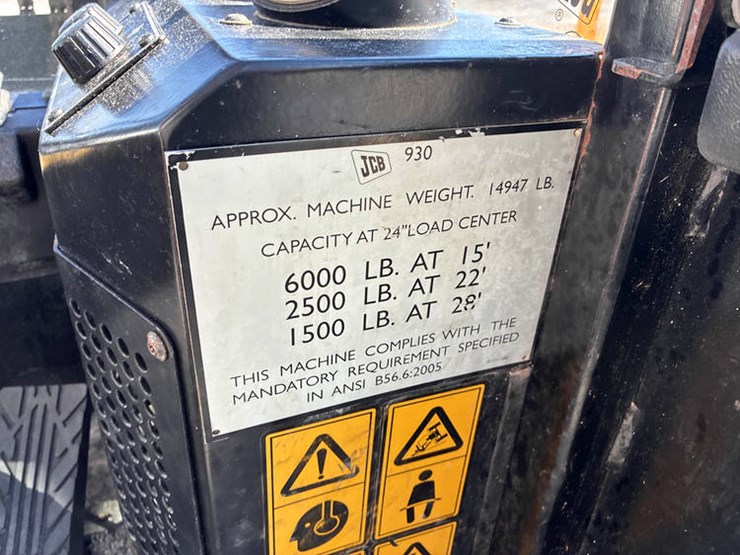 JCB 930
APPROX. MACHINE WEIGHT. 14947 LB.
CAPACITY AT 24"LOAD CENTER
6000 LB. AT 15'
2500 LB. AT 22'
1500 LB. AT 28'
THIS MACHINE COMPLIES WITH THE
MANDATORY REQUIREMENT SPECIFIED
IN ANSI B56.6:2005